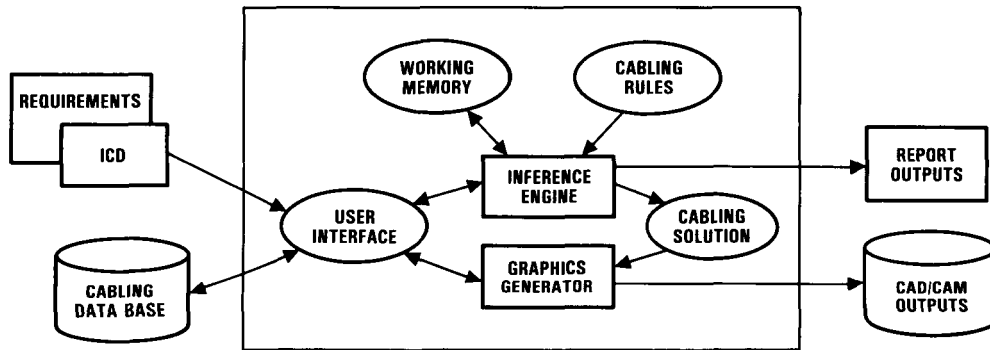 REQUIREMENTS
ICD
CABLING
DATA BASE
USER
INTERFACE
WORKING
MEMORY
CABLING
RULES
INFERENCE
ENGINE
CABLING
SOLUTION
GRAPHICS
GENERATOR
REPORT
OUTPUTS
CAD/CAM
OUTPUTS